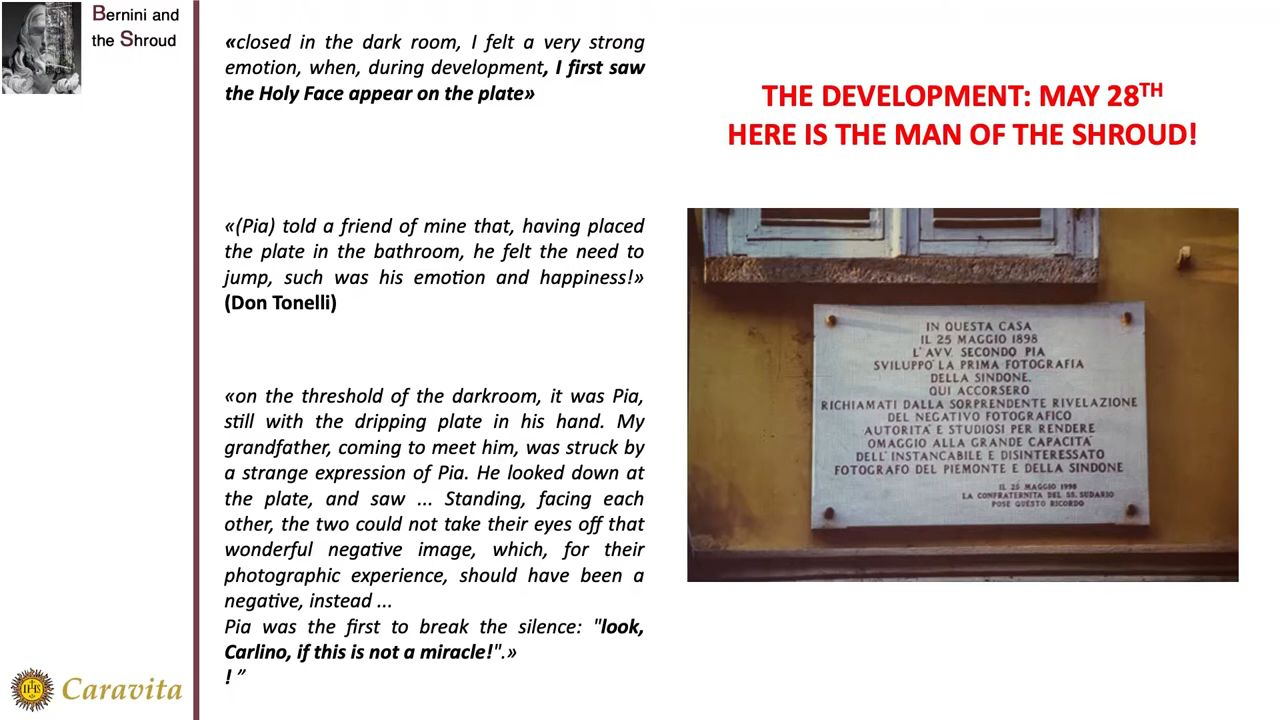 Bernini and
the Shroud
«closed in the dark room, I felt a very strong
emotion, when, during development, I first saw
the Holy Face appear on the plate»
«(Pia) told a friend of mine that, having placed
the plate in the bathroom, he felt the need to
jump, such was his emotion and happiness!»
(Don Tonelli)
«on the threshold of the darkroom, it was Pia,
still with the dripping plate in his hand. My
grandfather, coming to meet him, was struck by
a strange expression of Pia. He looked down at
the plate, and saw ... Standing, facing each
other, the two could not take their eyes off that
wonderful negative image, which, for their
photographic experience, should have been a
negative, instead ...
Pia was the first to break the silence: "look,
Carlino, if this is not a miracle!".»
! ”
THE DEVELOPMENT: MAY 28TH
HERE IS THE MAN OF THE SHROUD!
IN QUESTA CASA
IL 25 MAGGIO 1898
L'AVV. SECONDO PIA
SVILUPPO' LA PRIMA FOTOGRAFIA
DELLA SINDONE.
QUI ACCORSERO
RICHIAMATI DALLA SORPRENDENTE RIVELAZIONE
DEL NEGATIVO FOTOGRAFICO
AUTORITA' E STUDIOSI PER RENDERE
OMAGGIO ALLA GRANDE CAPACITA'
DELL'INSTANCABILE E DISINTERESSATO
FOTOGRAFO DEL PIEMONTE E DELLA SINDONE
IL 25 MAGGIO 1998
LA CONFRATERNITA DEL SS. SUDARIO
POSE QUESTO RICORDO
IHS
Caravita